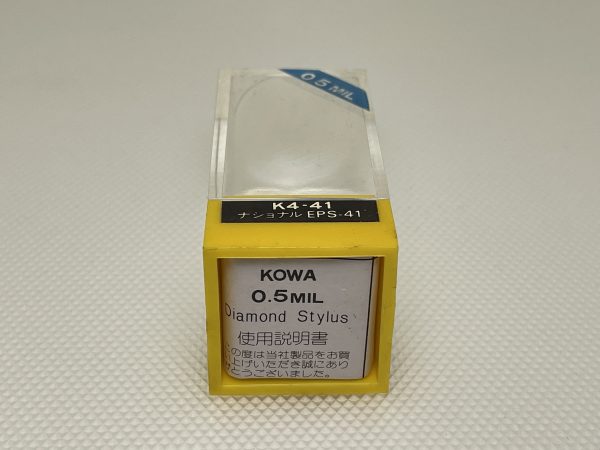 0.5 MIL
K4-41
ナショナル EPS-41
KOWA
0.5MIL
Diamond Stylus
使用説明書
この度は当社製品をお買
上げいただき誠にあり
がとうございました。